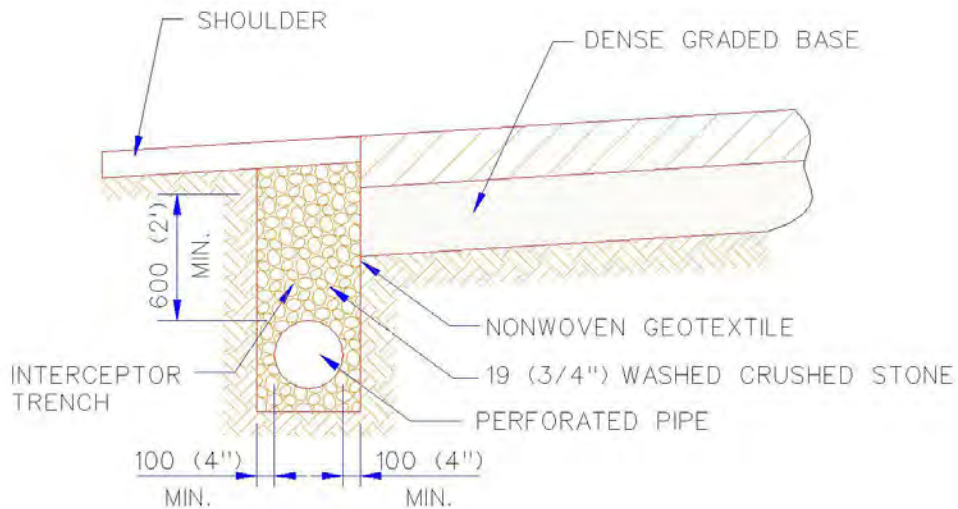 SHOULDER
DENSE GRADED BASE
600 (2')
MIN.
NONWOVEN GEOTEXTILE
INTERCEPTOR
TRENCH
19 (3/4") WASHED CRUSHED STONE
PERFORATED PIPE
100 (4")
MIN.
100 (4")
MIN.